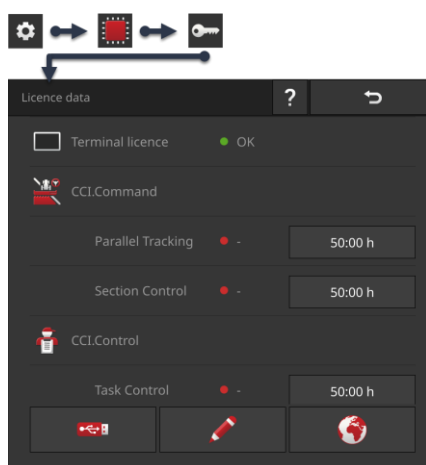 Licence data ?
Terminal licence OK
CCI.Command
Parallel Tracking - 50:00 h
Section Control - 50:00 h
CCI.Control
Task Control - 50:00 h